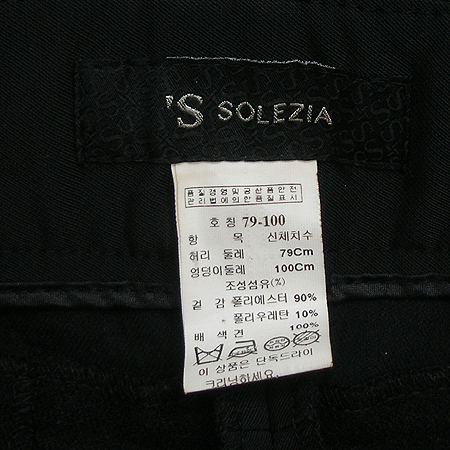 'S SOLEZIA
품질경영및공산품안전
관리법에의한품질표시
호 칭 79-100
항 목 신체치수
허리 둘레 79Cm
엉덩이둘레 100Cm
조성섬유(%)
겉 감 폴리에스터 90%
폴리우레탄 10%
배 색 견 100%
이 상품은 단독드라이
크리닝하세요.